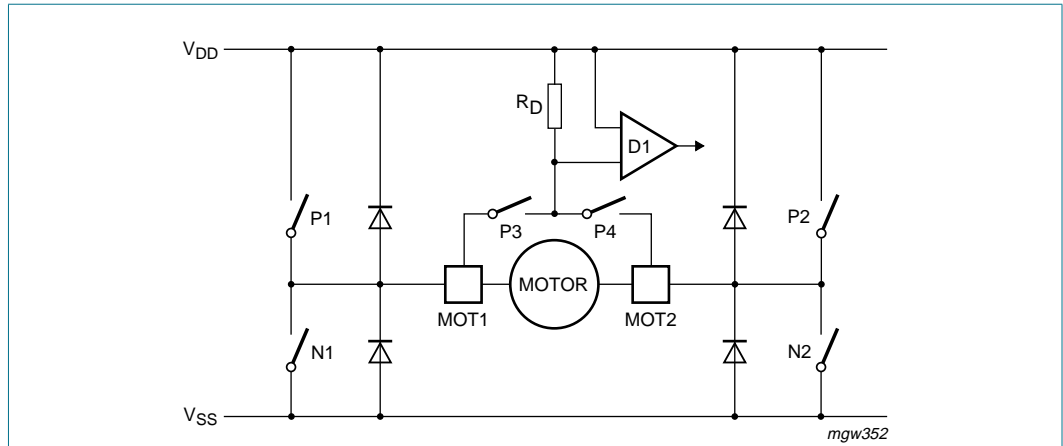 VDD
RD
D1
P1
P3
P4
P2
MOTOR
MOT1
MOT2
N1
N2
VSS
mgw352